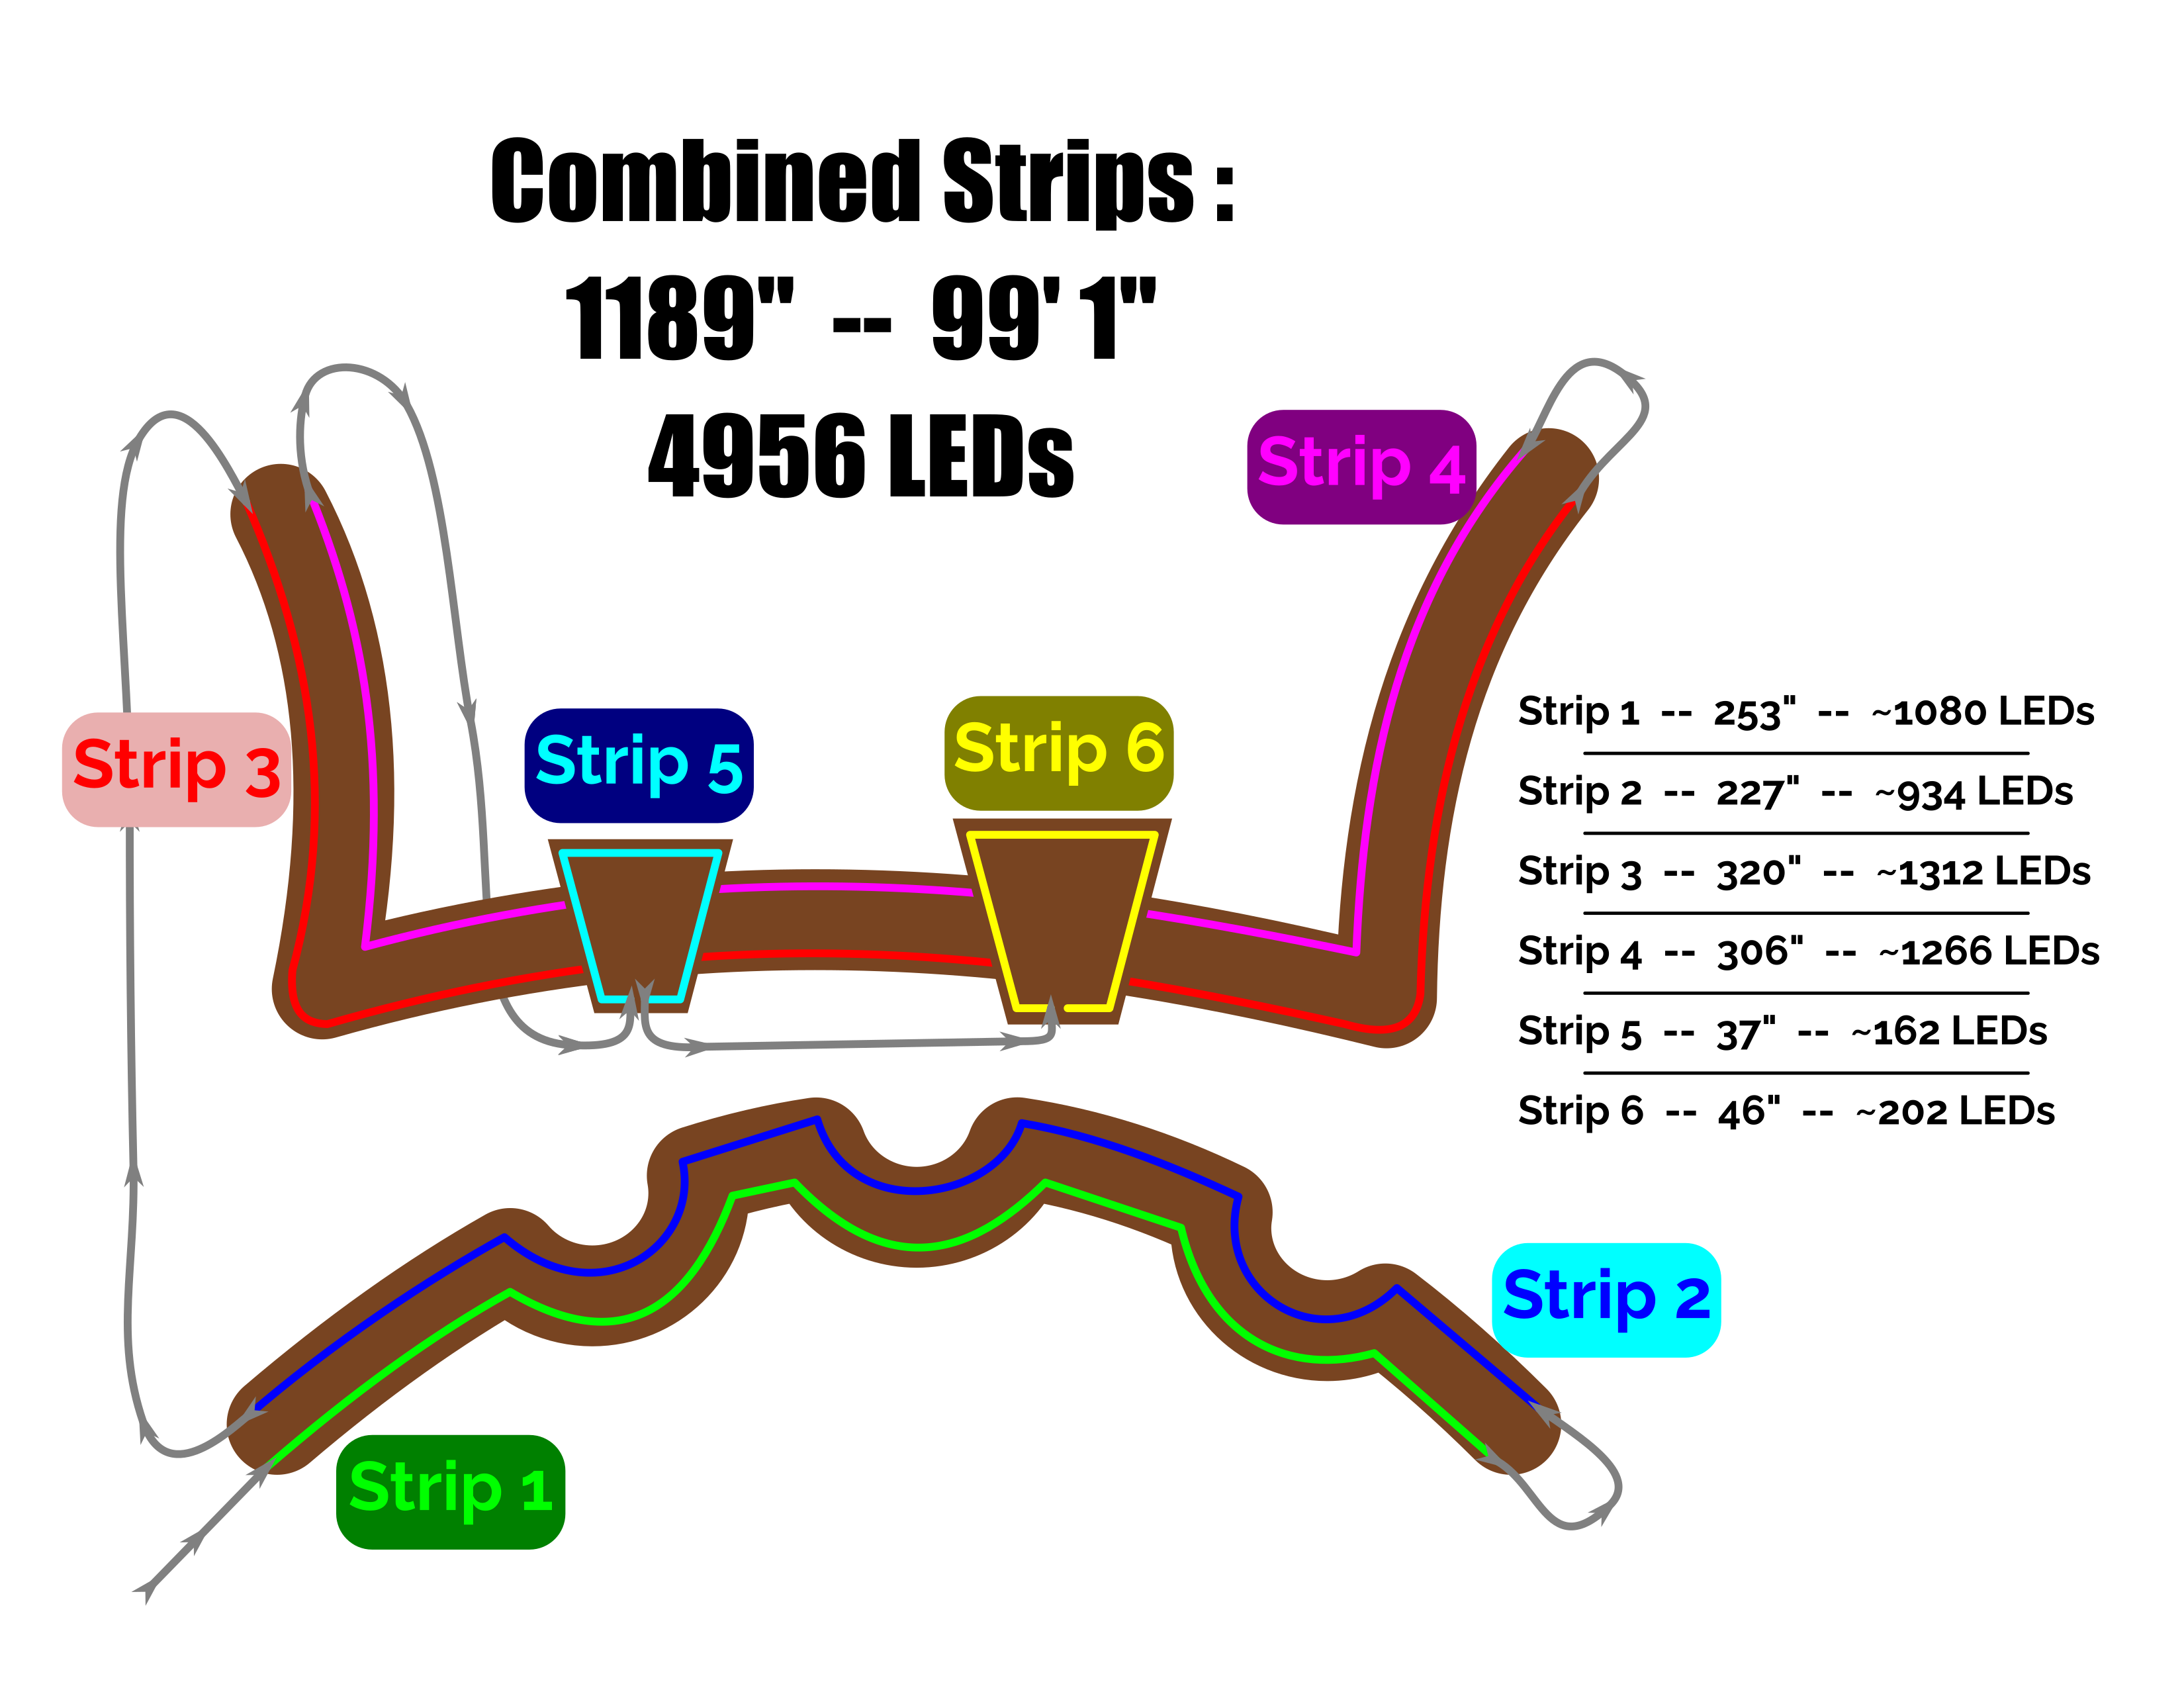 Combined Strips :
1189" -- 99' 1"
4956 LEDs
Strip 4
Strip 3
Strip 5
Strip 6
Strip 1 -- 253" -- ~1080 LEDs
Strip 2 -- 227" -- ~934 LEDs
Strip 3 -- 320" -- ~1312 LEDs
Strip 4 -- 306" -- ~1266 LEDs
Strip 5 -- 37" -- ~162 LEDs
Strip 6 -- 46" -- ~202 LEDs
Strip 2
Strip 1